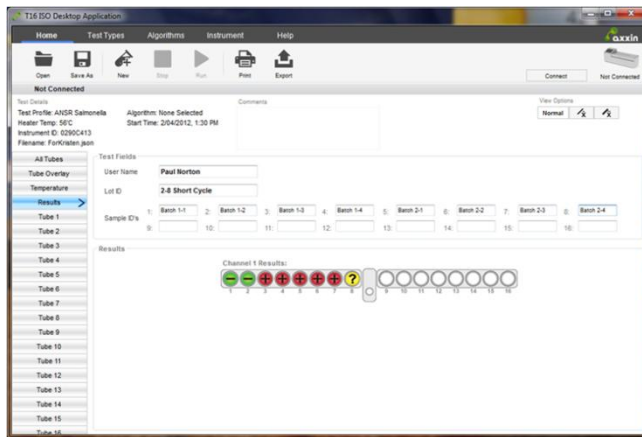 T16 ISO Desktop Application
Home Test Types Algorithms Instrument Help
axxin
Open Save As New Stop Run Print Export Connect Not Connected
Not Connected
Test Details Comments View Options
Test Profile: ANSR Salmonella Algorithm: None Selected Normal
Heater Temp: 56'C Start Time: 2/04/2012, 1:30 PM
Instrument ID: 0290C413
Filename: ForKristen.json
All Tubes
Tube Overlay
Temperature
Results
Tube 1
Tube 2
Tube 3
Tube 4
Tube 5
Tube 6
Tube 7
Tube 8
Tube 9
Tube 10
Tube 11
Tube 12
Tube 13
Tube 14
Tube 15
Tube 16
Test Fields
User Name Paul Norton
Lot ID 2-8 Short Cycle
Sample ID's
1: Batch 1-1 2: Batch 1-2 3: Batch 1-3 4: Batch 1-4 5: Batch 2-1 6: Batch 2-2 7: Batch 2-3 8: Batch 2-4
9: 10: 11: 12: 13: 14: 15: 16:
Results
Channel 1 Results:
− − + + + + + ?
1 2 3 4 5 6 7 8 9 10 11 12 13 14 15 16